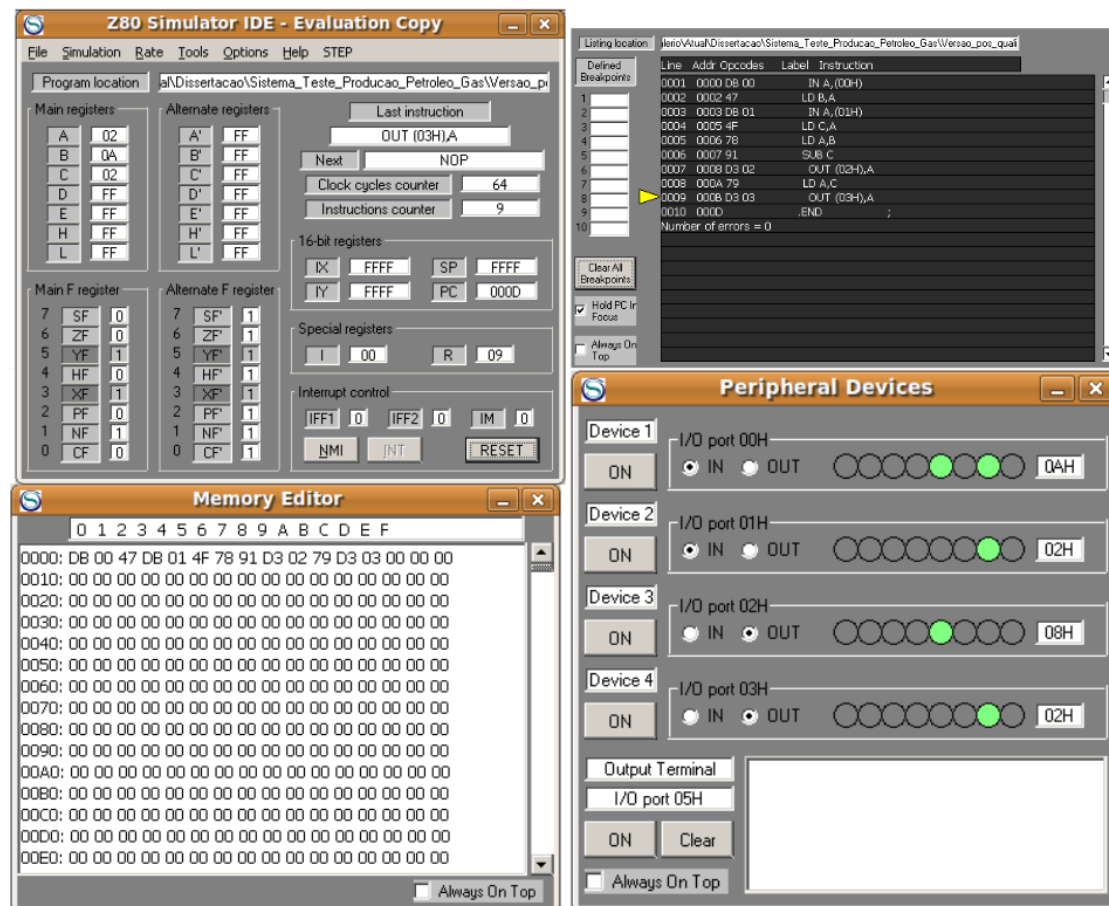 Z80 Simulator IDE - Evaluation Copy
File Simulation Rate Tools Options Help STEP
Program location al\Dissertacao\Sistema_Teste_Producao_Petroleo_Gas\Versao_p
Main registers
A 02
B 0A
C 02
D FF
E FF
H FF
L FF
Alternate registers
A' FF
B' FF
C' FF
D' FF
E' FF
H' FF
L' FF
Last instruction
OUT (03H),A
Next NOP
Clock cycles counter 64
Instructions counter 9
16-bit registers
IX FFFF SP FFFF
IY FFFF PC 000D
Main F register
7 SF 0
6 ZF 0
5 YF 1
4 HF 0
3 XF 1
2 PF 0
1 NF 1
0 CF 0
Alternate F register
7 SF' 1
6 ZF' 1
5 YF' 1
4 HF' 1
3 XF' 1
2 PF' 1
1 NF' 1
0 CF' 1
Special registers
I 00 R 09
Interrupt control
IFF1 0 IFF2 0 IM 0
NMI INT RESET
Listing location lerio\Atual\Dissertacao\Sistema_Teste_Producao_Petroleo_Gas\Versao_pos_quali
Defined
Breakpoints
1
2
3
4
5
6
7
8
9
10
Clear All
Breakpoints
Hold PC In
Focus
Always On
Top
Line Addr Opcodes Label Instruction
0001 0000 DB 00 IN A,(00H)
0002 0002 47 LD B,A
0003 0003 DB 01 IN A,(01H)
0004 0005 4F LD C,A
0005 0006 78 LD A,B
0006 0007 91 SUB C
0007 0008 D3 02 OUT (02H),A
0008 000A 79 LD A,C
0009 000B D3 03 OUT (03H),A
0010 000D .END ;
Number of errors = 0
Memory Editor
0 1 2 3 4 5 6 7 8 9 A B C D E F
0000: DB 00 47 DB 01 4F 78 91 D3 02 79 D3 03 00 00 00
0010: 00 00 00 00 00 00 00 00 00 00 00 00 00 00 00 00
0020: 00 00 00 00 00 00 00 00 00 00 00 00 00 00 00 00
0030: 00 00 00 00 00 00 00 00 00 00 00 00 00 00 00 00
0040: 00 00 00 00 00 00 00 00 00 00 00 00 00 00 00 00
0050: 00 00 00 00 00 00 00 00 00 00 00 00 00 00 00 00
0060: 00 00 00 00 00 00 00 00 00 00 00 00 00 00 00 00
0070: 00 00 00 00 00 00 00 00 00 00 00 00 00 00 00 00
0080: 00 00 00 00 00 00 00 00 00 00 00 00 00 00 00 00
0090: 00 00 00 00 00 00 00 00 00 00 00 00 00 00 00 00
00A0: 00 00 00 00 00 00 00 00 00 00 00 00 00 00 00 00
00B0: 00 00 00 00 00 00 00 00 00 00 00 00 00 00 00 00
00C0: 00 00 00 00 00 00 00 00 00 00 00 00 00 00 00 00
00D0: 00 00 00 00 00 00 00 00 00 00 00 00 00 00 00 00
00E0: 00 00 00 00 00 00 00 00 00 00 00 00 00 00 00 00
Always On Top
Peripheral Devices
Device 1
I/O port 00H
ON IN OUT 0AH
Device 2
I/O port 01H
ON IN OUT 02H
Device 3
I/O port 02H
ON IN OUT 08H
Device 4
I/O port 03H
ON IN OUT 02H
Output Terminal
I/O port 05H
ON Clear
Always On Top